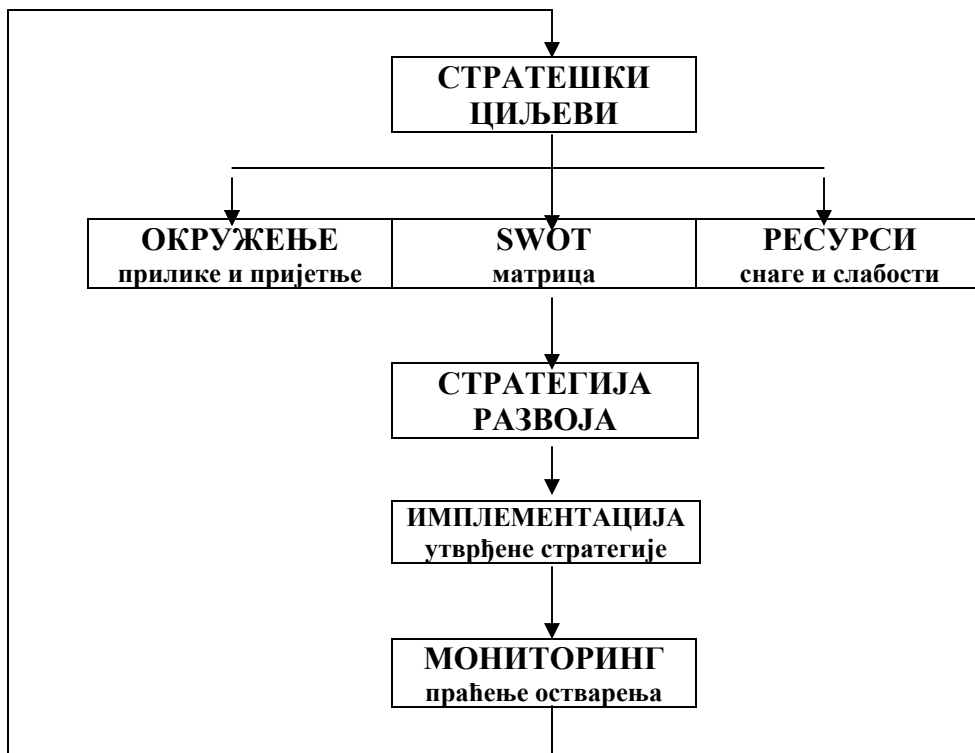 СТРАТЕШКИ
ЦИЉЕВИ
ОКРУЖЕЊЕ
прилике и пријетње
SWOT
матрица
РЕСУРСИ
снаге и слабости
СТРАТЕГИЈА
РАЗВОЈА
ИМПЛЕМЕНТАЦИЈА
утврђене стратегије
МОНИТОРИНГ
праћење остварења